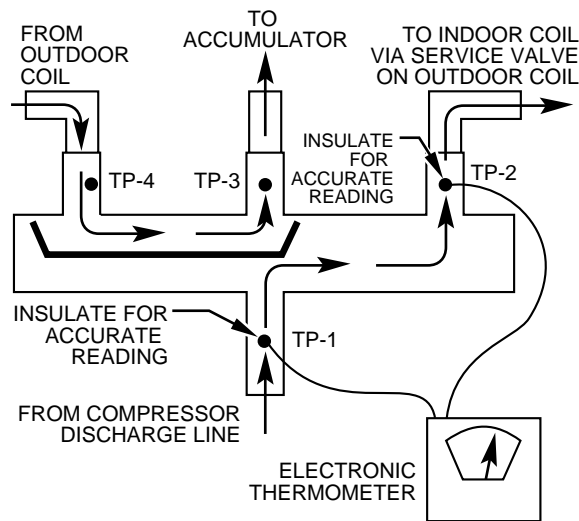 FROM
OUTDOOR
COIL
TO
ACCUMULATOR
TO INDOOR COIL
VIA SERVICE VALVE
ON OUTDOOR COIL
INSULATE
FOR
ACCURATE
READING
TP-4
TP-3
TP-2
INSULATE FOR
ACCURATE
READING
TP-1
FROM COMPRESSOR
DISCHARGE LINE
ELECTRONIC
THERMOMETER